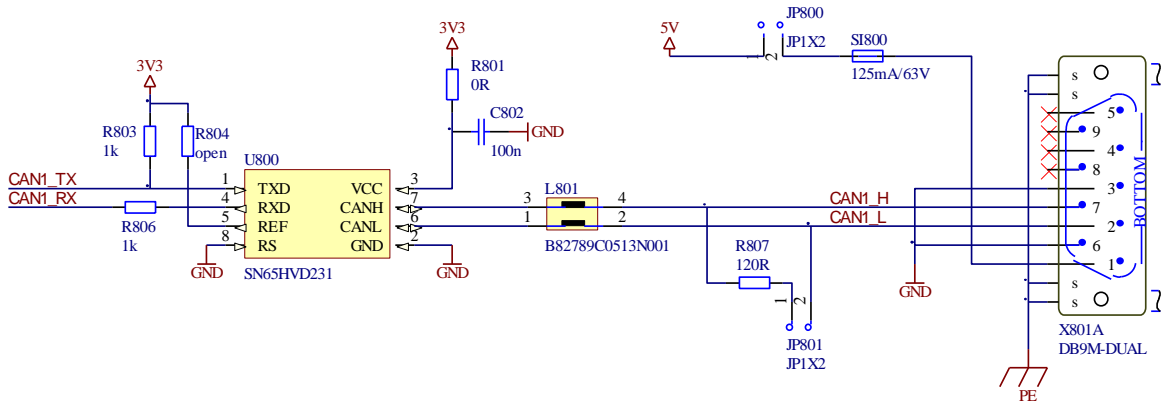 JP800
5V
JP1X2
1
2
SI800
125mA/63V
3V3
R801
0R
C802
100n
GND
3V3
R803
1k
R804
open
U800
CAN1_TX
1
TXD
VCC
3
CAN1_RX
4
RXD
CANH
7
R806
1k
5
REF
CANL
6
8
RS
GND
2
GND
SN65HVD231
GND
L801
3
4
1
2
B82789C0513N001
CAN1_H
CAN1_L
R807
120R
1
2
JP801
JP1X2
GND
s
s
5
9
4
8
3
7
2
6
1
s
s
BOTTOM
X801A
DB9M-DUAL
PE